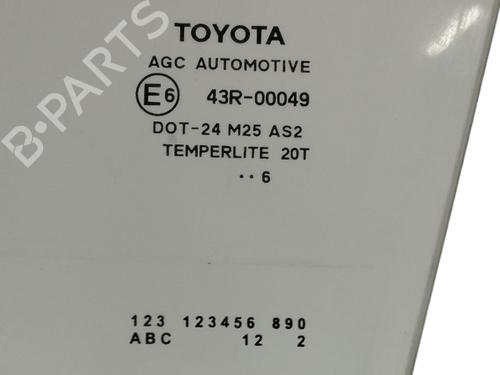 B-PARTS
TOYOTA
AGC AUTOMOTIVE
E6 43R-00049
DOT-24 M25 AS2
TEMPERLITE 20T
•• 6
123 123456 890
ABC 12 2